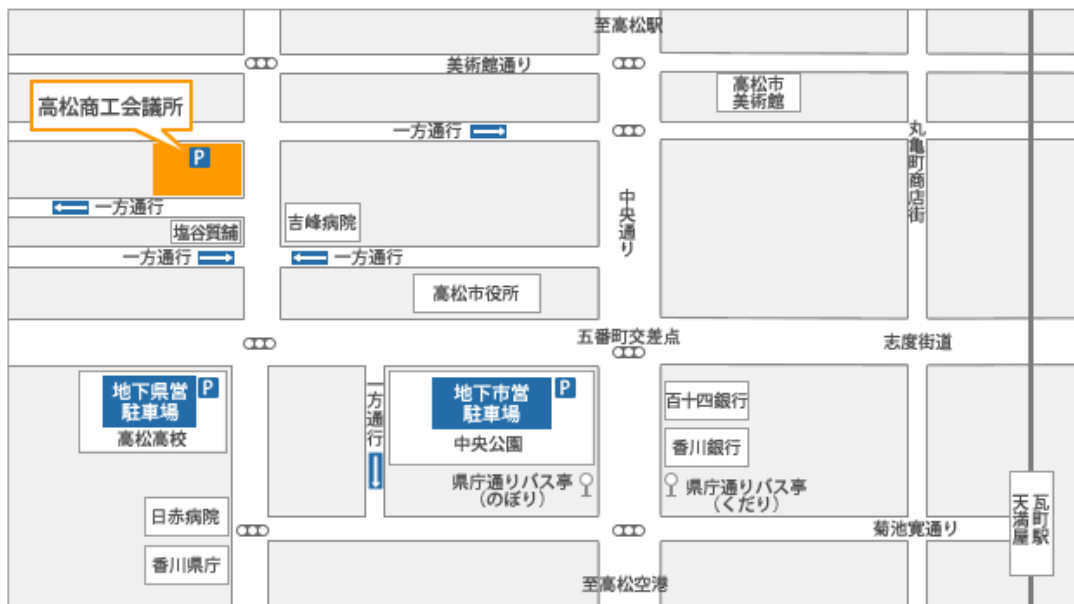 至高松駅
美術館通り
高松市
美術館
高松商工会議所
P
一方通行
丸亀町商店街
中央通り
一方通行
吉峰病院
塩谷質舗
一方通行
一方通行
高松市役所
五番町交差点
志度街道
地下県営
駐車場
P
高松高校
一方通行
地下市営
駐車場
P
中央公園
百十四銀行
香川銀行
県庁通りバス亭
(のぼり)
県庁通りバス亭
(くだり)
日赤病院
香川県庁
菊池寛通り
瓦町駅
天満屋
至高松空港